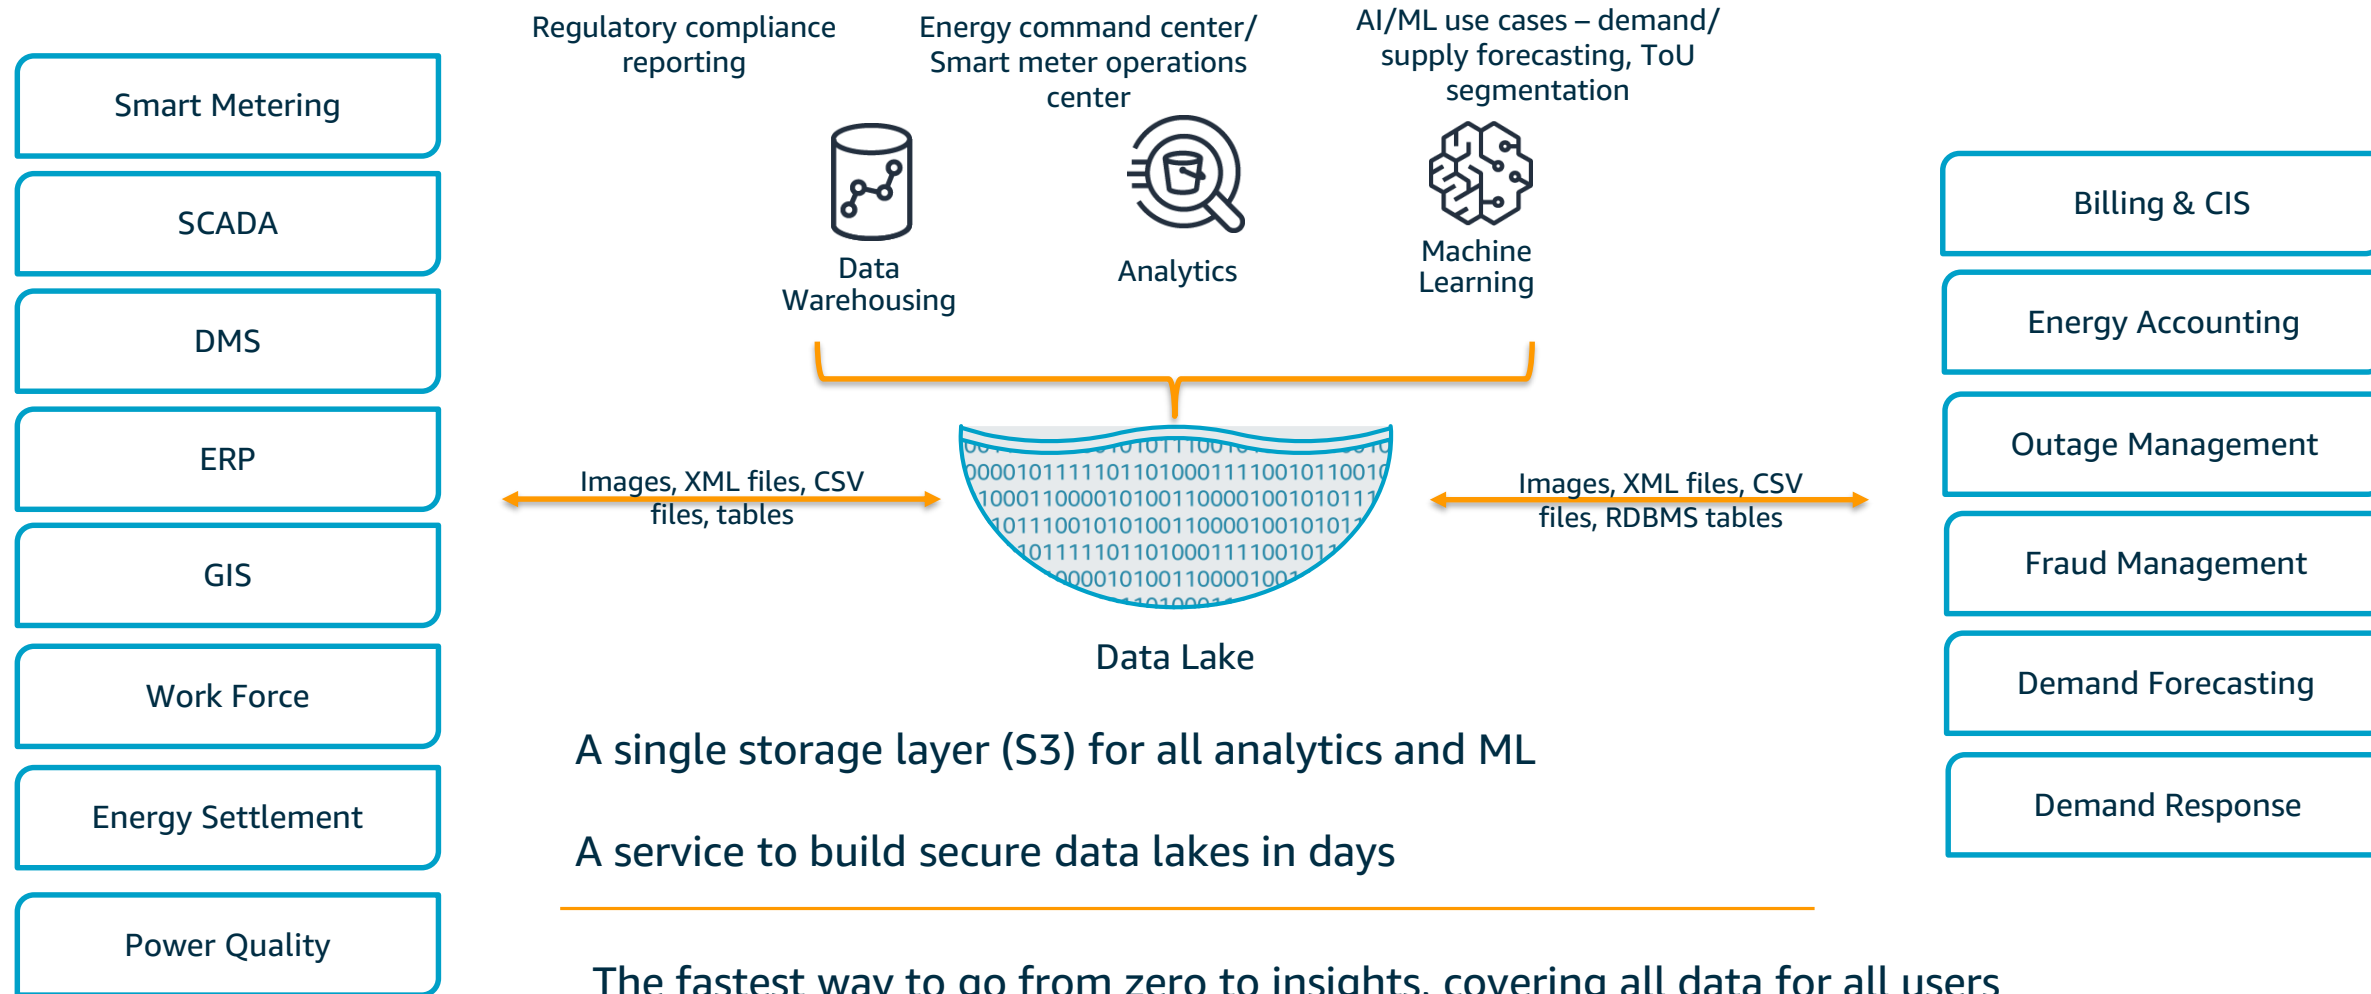 Smart Metering
SCADA
DMS
ERP
GIS
Work Force
Energy Settlement
Power Quality
Regulatory compliance
reporting
Energy command center/
Smart meter operations
center
AI/ML use cases – demand/
supply forecasting, ToU
segmentation
Data
Warehousing
Analytics
Machine
Learning
Images, XML files, CSV
files, tables
Images, XML files, CSV
files, RDBMS tables
Data Lake
A single storage layer (S3) for all analytics and ML
A service to build secure data lakes in days
The fastest way to go from zero to insights, covering all data for all users
Billing & CIS
Energy Accounting
Outage Management
Fraud Management
Demand Forecasting
Demand Response